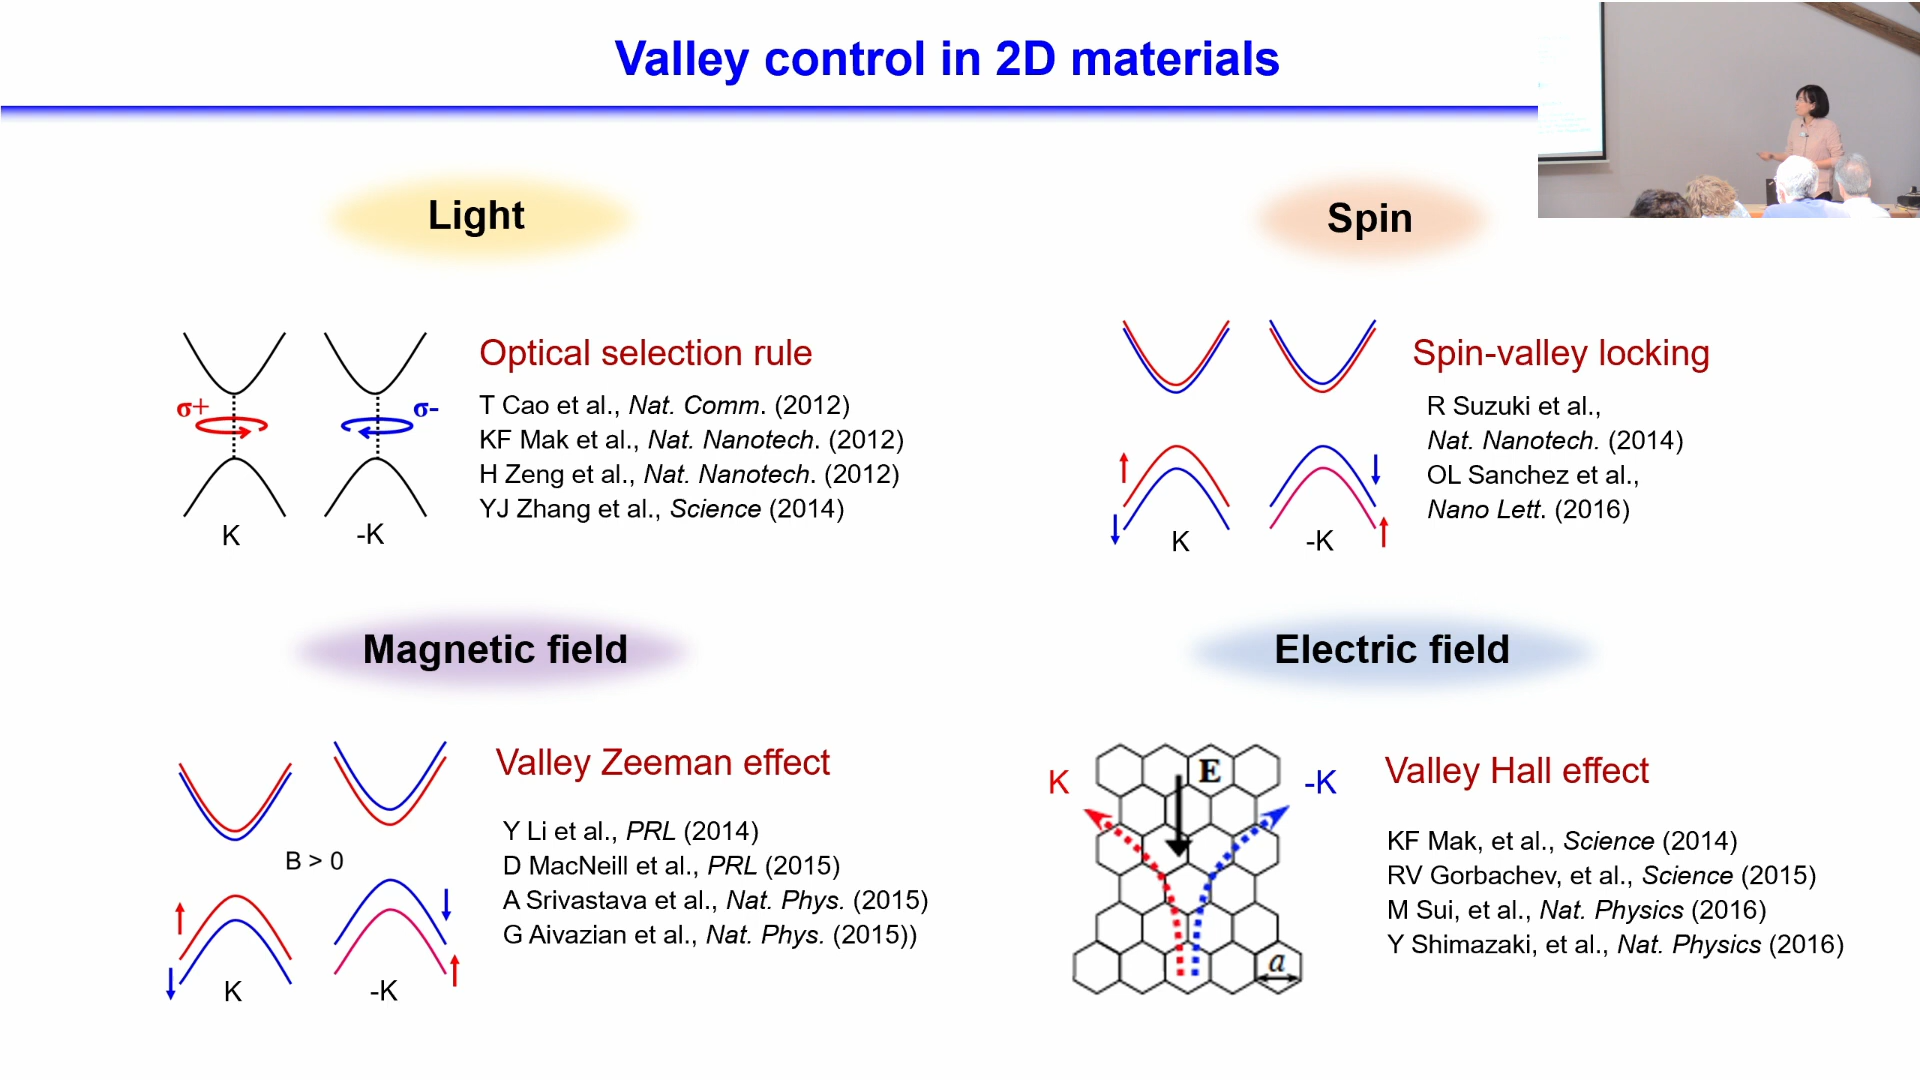 Valley control in 2D materials
Light
σ+
σ-
K
-K
Optical selection rule
T Cao et al., Nat. Comm. (2012)
KF Mak et al., Nat. Nanotech. (2012)
H Zeng et al., Nat. Nanotech. (2012)
YJ Zhang et al., Science (2014)
Spin
K
-K
Spin-valley locking
R Suzuki et al.,
Nat. Nanotech. (2014)
OL Sanchez et al.,
Nano Lett. (2016)
Magnetic field
B > 0
K
-K
Valley Zeeman effect
Y Li et al., PRL (2014)
D MacNeill et al., PRL (2015)
A Srivastava et al., Nat. Phys. (2015)
G Aivazian et al., Nat. Phys. (2015))
Electric field
K
E
-K
a
Valley Hall effect
KF Mak, et al., Science (2014)
RV Gorbachev, et al., Science (2015)
M Sui, et al., Nat. Physics (2016)
Y Shimazaki, et al., Nat. Physics (2016)